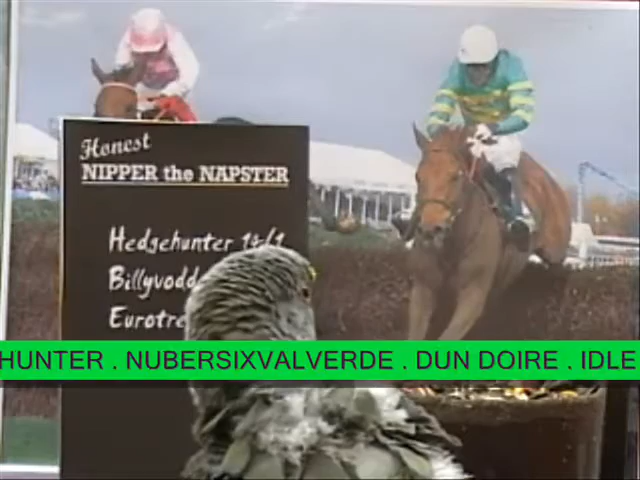 Honest
NIPPER the NAPSTER
Hedgehunter 14/1
HUNTER . NUBERSIXVALVERDE . DUN DOIRE . IDLE